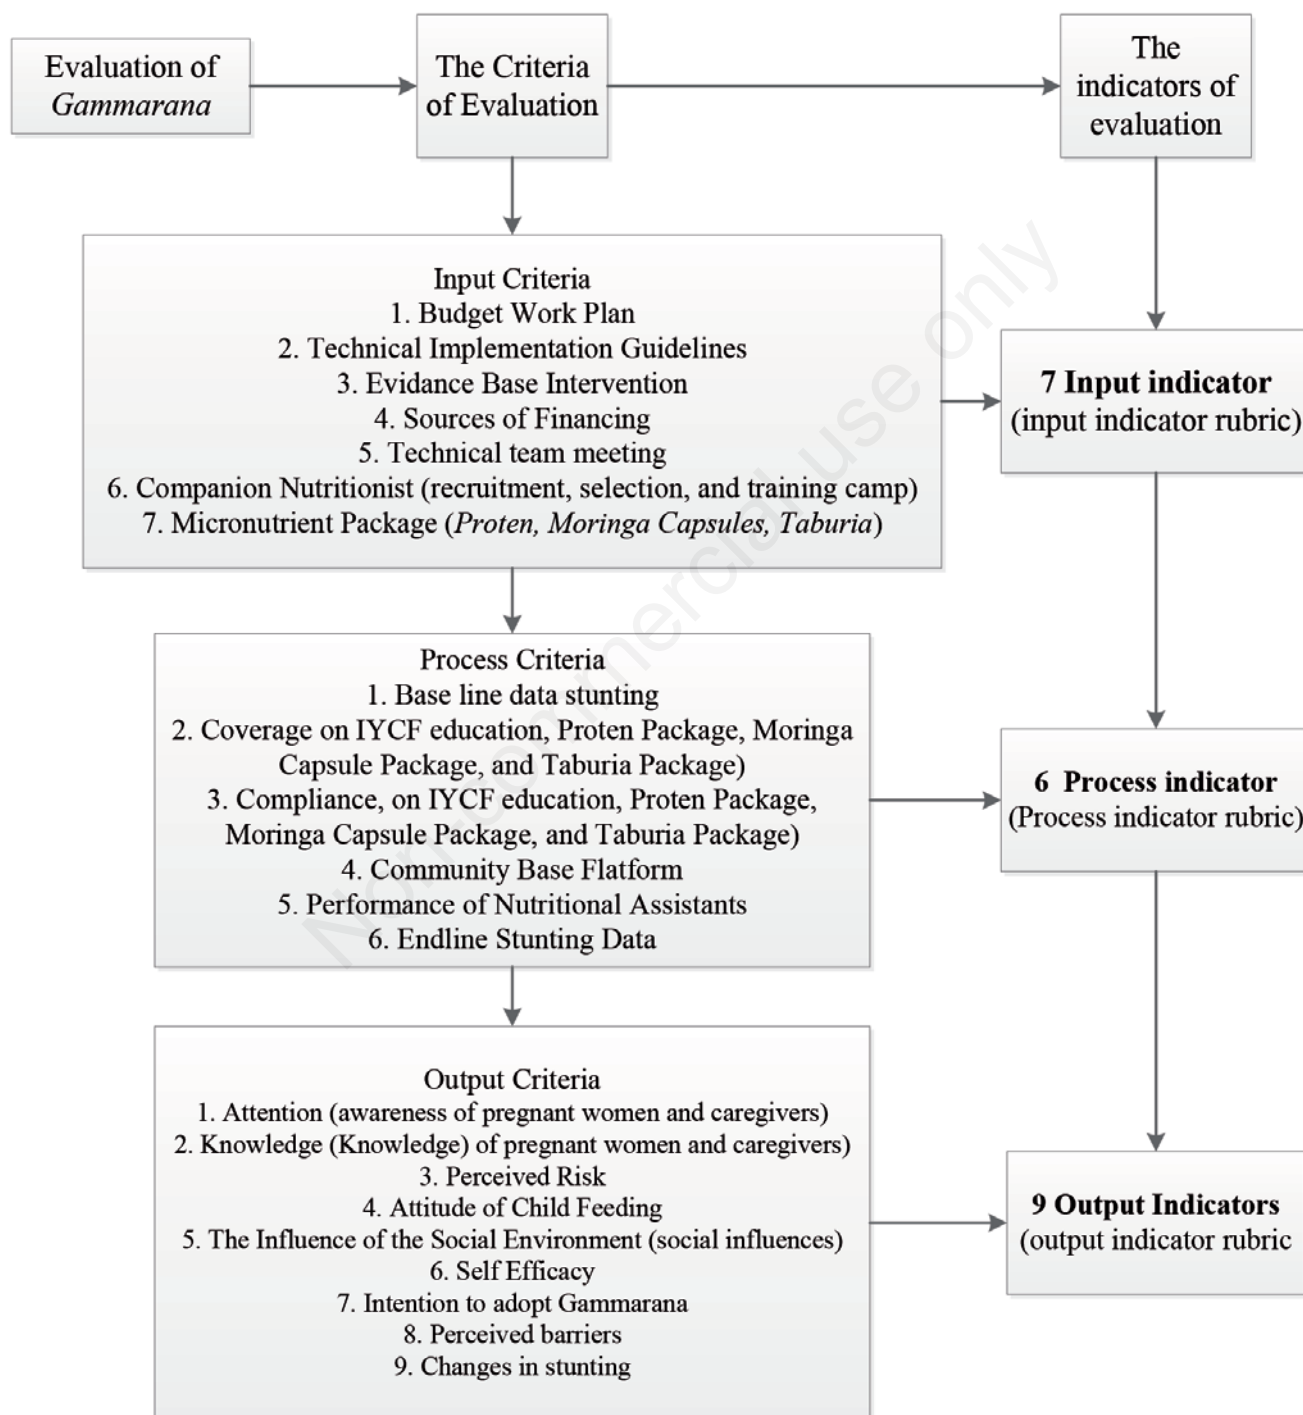 Evaluation of
Gammarana
The Criteria
of Evaluation
The
indicators of
evaluation
Input Criteria
1. Budget Work Plan
2. Technical Implementation Guidelines
3. Evidance Base Intervention
4. Sources of Financing
5. Technical team meeting
6. Companion Nutritionist (recruitment, selection, and training camp)
7. Micronutrient Package (Proten, Moringa Capsules, Taburia)
7 Input indicator
(input indicator rubric)
Process Criteria
1. Base line data stunting
2. Coverage on IYCF education, Proten Package, Moringa
Capsule Package, and Taburia Package)
3. Compliance, on IYCF education, Proten Package,
Moringa Capsule Package, and Taburia Package)
4. Community Base Flatform
5. Performance of Nutritional Assistants
6. Endline Stunting Data
6 Process indicator
(Process indicator rubric)
Output Criteria
1. Attention (awareness of pregnant women and caregivers)
2. Knowledge (Knowledge) of pregnant women and caregivers)
3. Perceived Risk
4. Attitude of Child Feeding
5. The Influence of the Social Environment (social influences)
6. Self Efficacy
7. Intention to adopt Gammarana
8. Perceived barriers
9. Changes in stunting
9 Output Indicators
(output indicator rubric
Non-commercial use only